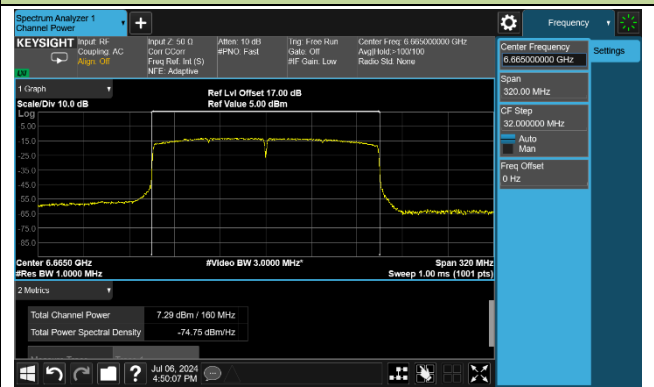 Spectrum Analyzer 1
Channel Power
Frequency
KEYSIGHT
Input: RF
Coupling: AC
Align: Off
Input Z: 50 Ω
Corr CCorr
Freq Ref: Int (S)
NFE: Adaptive
Atten: 10 dB
#PNO: Fast
Trig: Free Run
Gate: Off
#IF Gain: Low
Center Freq: 6.665000000 GHz
Avg|Hold:>100/100
Radio Std: None
Center Frequency
6.665000000 GHz
Settings
Span
320.00 MHz
CF Step
32.000000 MHz
Auto
Man
Freq Offset
0 Hz
1 Graph
Scale/Div 10.0 dB
Ref Lvl Offset 17.00 dB
Ref Value 5.00 dBm
Log
5.00
-15.0
-25.0
-35.0
-45.0
-55.0
-65.0
-75.0
-85.0
Center 6.6650 GHz
#Res BW 1.0000 MHz
#Video BW 3.0000 MHz*
Span 320 MHz
Sweep 1.00 ms (1001 pts)
2 Metrics
Total Channel Power 7.29 dBm / 160 MHz
Total Power Spectral Density -74.75 dBm/Hz
Jul 06, 2024
4:50:07 PM